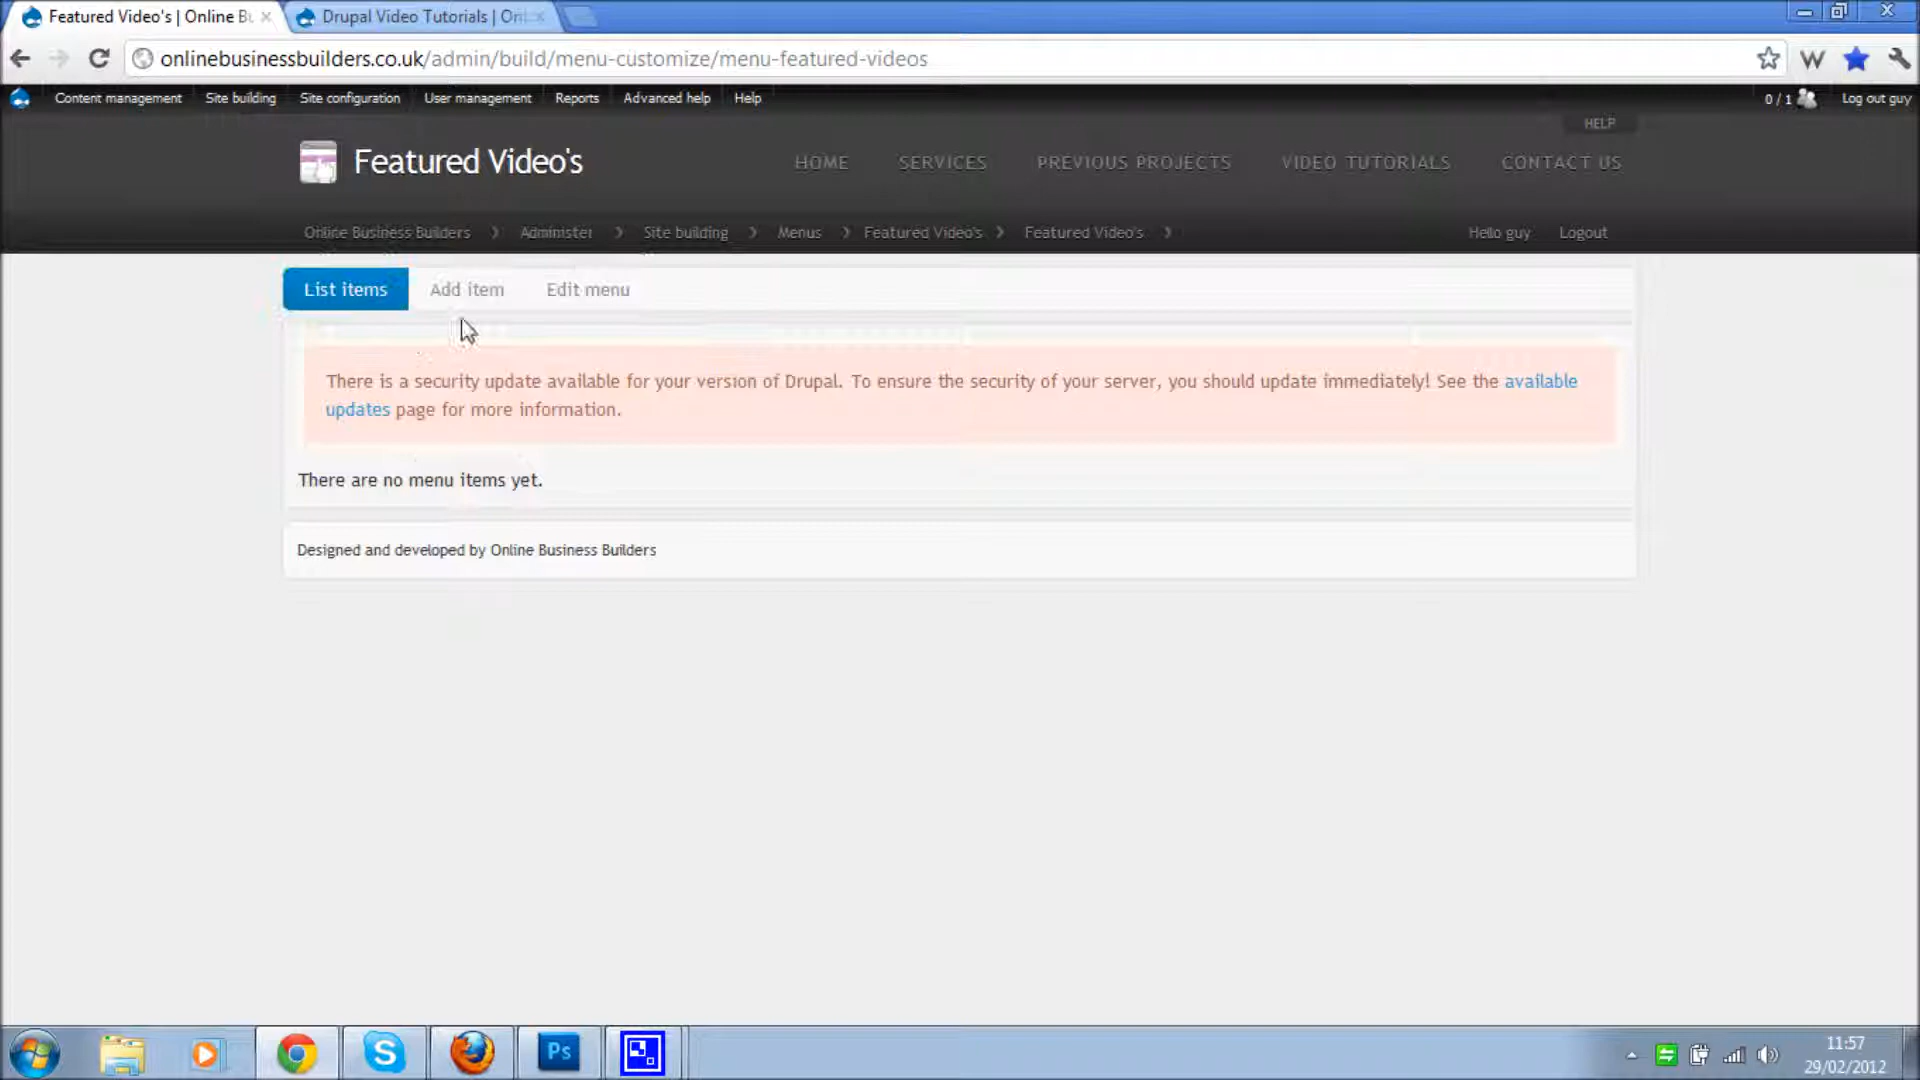 Featured Video's | Online Bu
Drupal Video Tutorials | Onl
onlinebusinessbuilders.co.uk/admin/build/menu-customize/menu-featured-videos
W
Content management Site building Site configuration User management Reports Advanced help Help
0 / 1 Log out guy
HELP
Featured Video's
HOME SERVICES PREVIOUS PROJECTS VIDEO TUTORIALS CONTACT US
Online Business Builders Administer Site building Menus Featured Video's Featured Video's
Hello guy Logout
List items Add item Edit menu
There is a security update available for your version of Drupal. To ensure the security of your server, you should update immediately! See the available
updates page for more information.
There are no menu items yet.
Designed and developed by Online Business Builders
Ps
11:57
29/02/2012